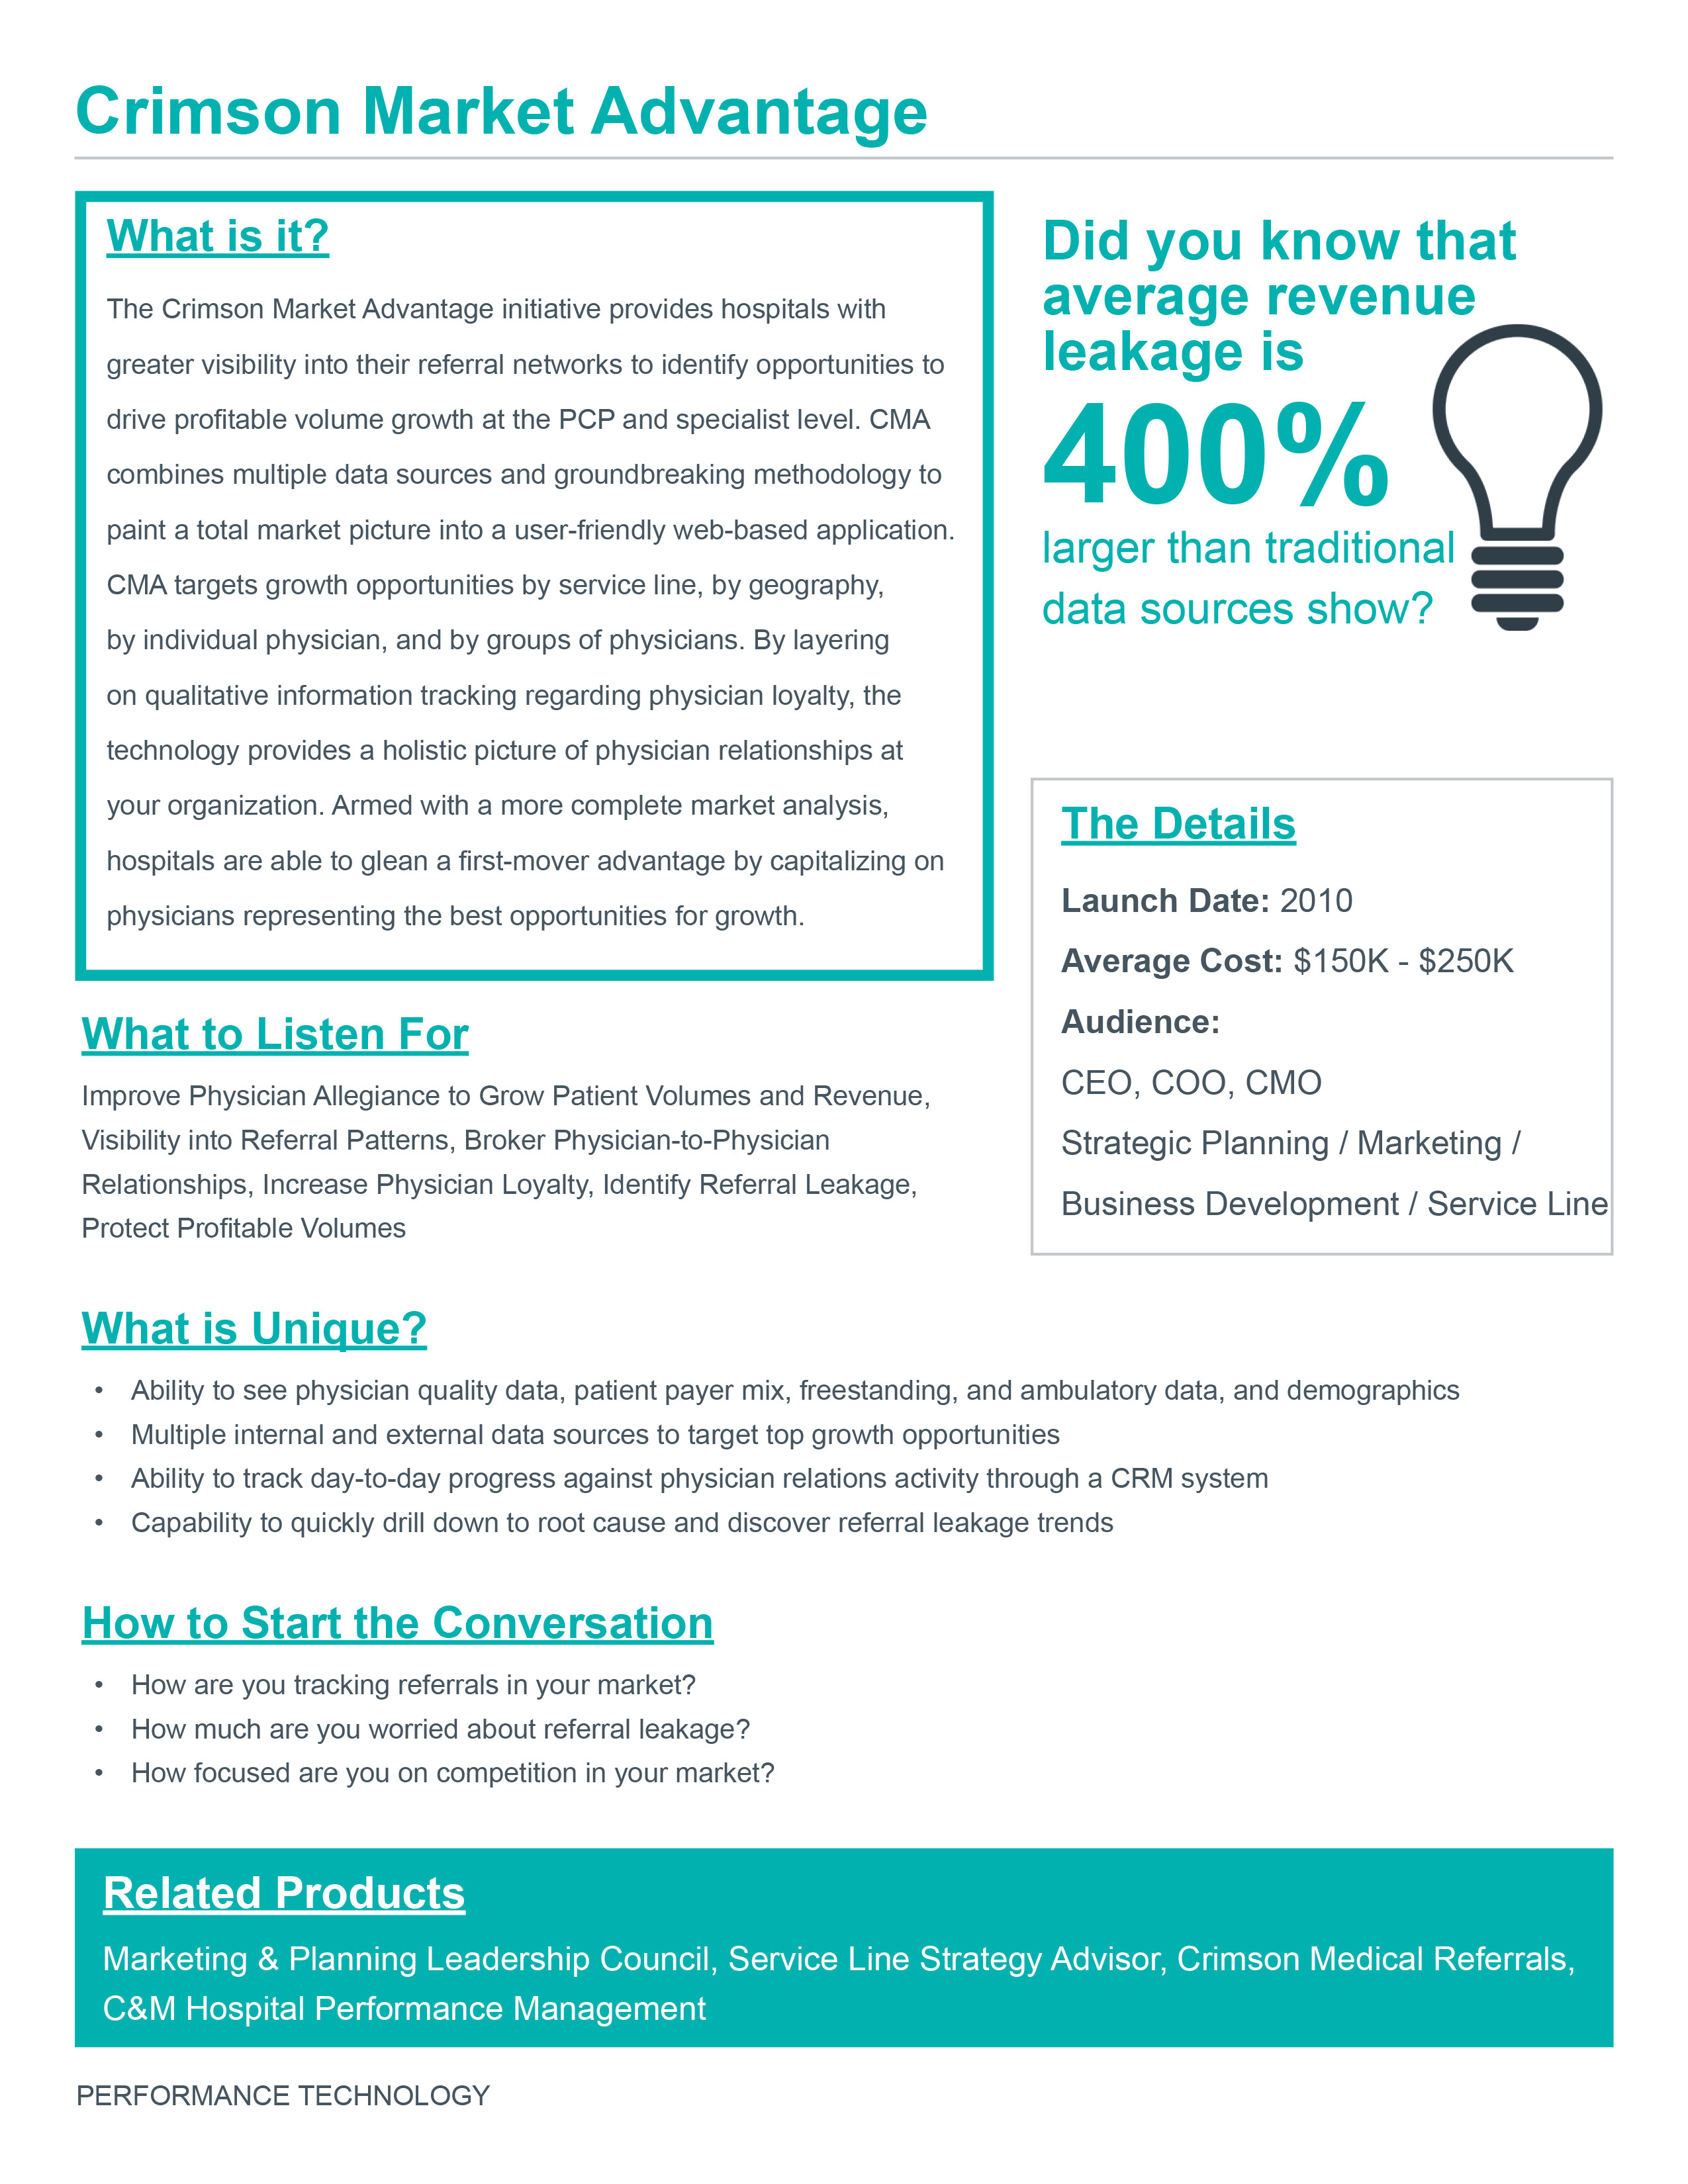 Crimson Market Advantage
What is it?
The Crimson Market Advantage initiative provides hospitals with
greater visibility into their referral networks to identify opportunities to
drive profitable volume growth at the PCP and specialist level. CMA
combines multiple data sources and groundbreaking methodology to
paint a total market picture into a user-friendly web-based application.
CMA targets growth opportunities by service line, by geography,
by individual physician, and by groups of physicians. By layering
on qualitative information tracking regarding physician loyalty, the
technology provides a holistic picture of physician relationships at
your organization. Armed with a more complete market analysis,
hospitals are able to glean a first-mover advantage by capitalizing on
physicians representing the best opportunities for growth.
Did you know that
average revenue
leakage is
400%
larger than traditional
data sources show?
The Details
Launch Date: 2010
Average Cost: $150K - $250K
Audience:
CEO, COO, CMO
Strategic Planning / Marketing /
Business Development / Service Line
What to Listen For
Improve Physician Allegiance to Grow Patient Volumes and Revenue,
Visibility into Referral Patterns, Broker Physician-to-Physician
Relationships, Increase Physician Loyalty, Identify Referral Leakage,
Protect Profitable Volumes
What is Unique?
• Ability to see physician quality data, patient payer mix, freestanding, and ambulatory data, and demographics
• Multiple internal and external data sources to target top growth opportunities
• Ability to track day-to-day progress against physician relations activity through a CRM system
• Capability to quickly drill down to root cause and discover referral leakage trends
How to Start the Conversation
• How are you tracking referrals in your market?
• How much are you worried about referral leakage?
• How focused are you on competition in your market?
Related Products
Marketing & Planning Leadership Council, Service Line Strategy Advisor, Crimson Medical Referrals,
C&M Hospital Performance Management
PERFORMANCE TECHNOLOGY